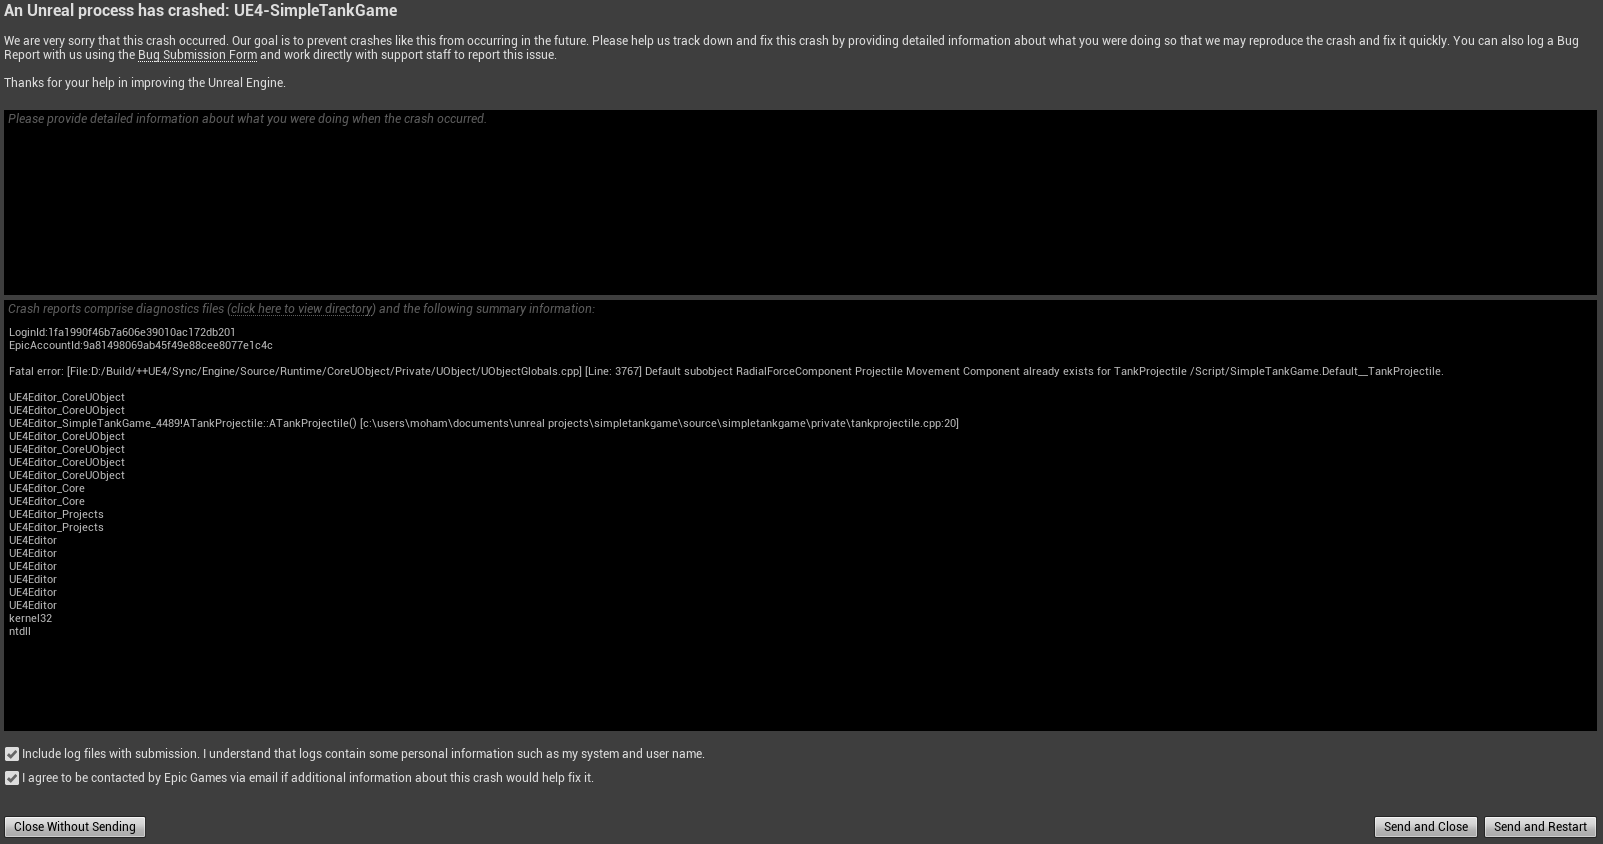 An Unreal process has crashed: UE4-SimpleTankGame
We are very sorry that this crash occurred. Our goal is to prevent crashes like this from occurring in the future. Please help us track down and fix this crash by providing detailed information about what you were doing so that we may reproduce the crash and fix it quickly. You can also log a Bug
Report with us using the Bug Submission Form and work directly with support staff to report this issue.
Thanks for your help in improving the Unreal Engine.
Please provide detailed information about what you were doing when the crash occurred.
Crash reports comprise diagnostics files (click here to view directory) and the following summary information:
LoginId:1fa1990f46b7a606e39010ac172db201
EpicAccountId:9a81498069ab45f49e88cee8077e1c4c
Fatal error: [File:D:/Build/++UE4/Sync/Engine/Source/Runtime/CoreUObject/Private/UObject/UObjectGlobals.cpp] [Line: 3767] Default subobject RadialForceComponent Projectile Movement Component already exists for TankProjectile /Script/SimpleTankGame.Default__TankProjectile.
UE4Editor_CoreUObject
UE4Editor_CoreUObject
UE4Editor_SimpleTankGame_4489!ATankProjectile::ATankProjectile() [c:\users\moham\documents\unreal projects\simpletankgame\source\simpletankgame\private\tankprojectile.cpp:20]
UE4Editor_CoreUObject
UE4Editor_CoreUObject
UE4Editor_CoreUObject
UE4Editor_CoreUObject
UE4Editor_Core
UE4Editor_Core
UE4Editor_Projects
UE4Editor_Projects
UE4Editor
UE4Editor
UE4Editor
UE4Editor
UE4Editor
UE4Editor
kernel32
ntdll
Include log files with submission. I understand that logs contain some personal information such as my system and user name.
I agree to be contacted by Epic Games via email if additional information about this crash would help fix it.
Close Without Sending
Send and Close
Send and Restart